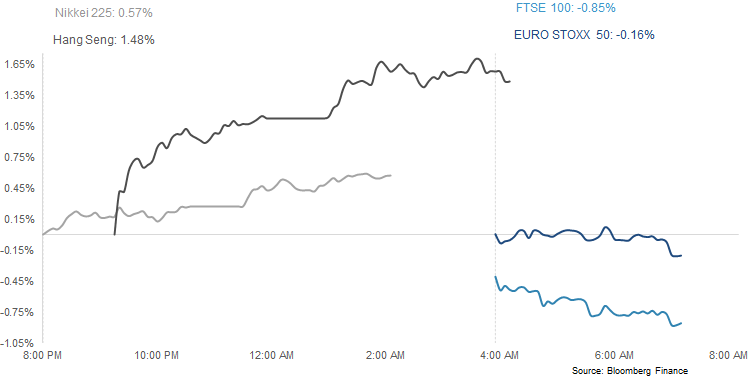 Nikkei 225: 0.57%
Hang Seng: 1.48%
FTSE 100: -0.85%
EURO STOXX 50: -0.16%
1.65%
1.35%
1.05%
0.75%
0.45%
0.15%
-0.15%
-0.45%
-0.75%
-1.05%
8:00 PM 10:00 PM 12:00 AM 2:00 AM 4:00 AM 6:00 AM 8:00 AM
Source: Bloomberg Finance